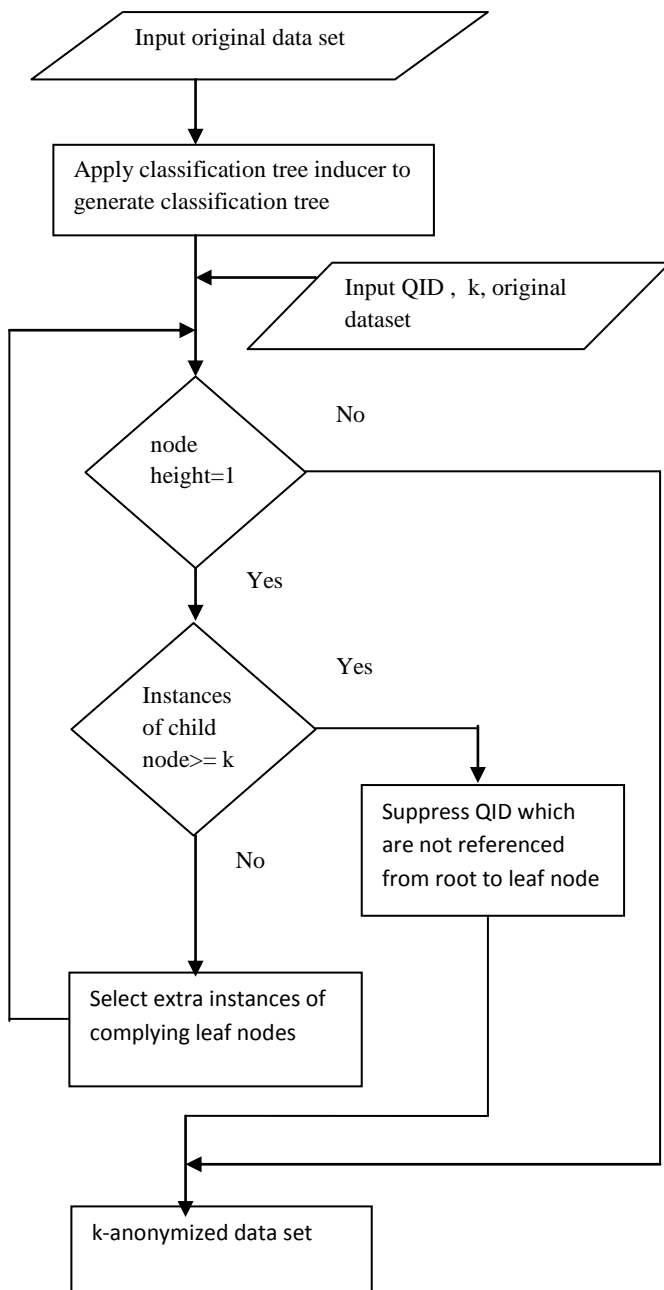 Input original data set
Apply classification tree inducer to
generate classification tree
Input QID , k, original
dataset
No
node
height=1
Yes
Yes
Instances
of child
node>= k
Suppress QID which
are not referenced
from root to leaf node
No
Select extra instances of
complying leaf nodes
k-anonymized data set